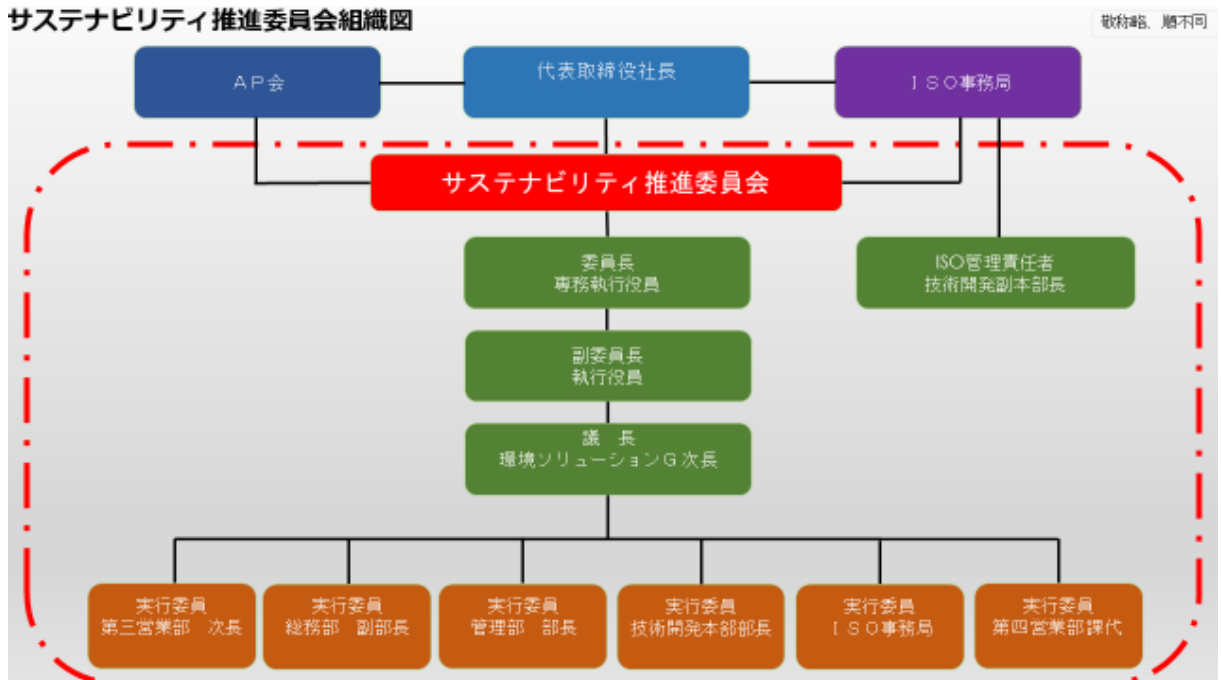 サステナビリティ推進委員会組織図
敬称略、順不同
AP会
代表取締役社長
ISO事務局
サステナビリティ推進委員会
委員長
専務執行役員
ISO管理責任者
技術開発副本部長
副委員長
執行役員
議　長
環境ソリューションG次長
実行委員
第三営業部　次長
実行委員
総務部　副部長
実行委員
管理部　部長
実行委員
技術開発本部部長
実行委員
ISO事務局
実行委員
第四営業部課代